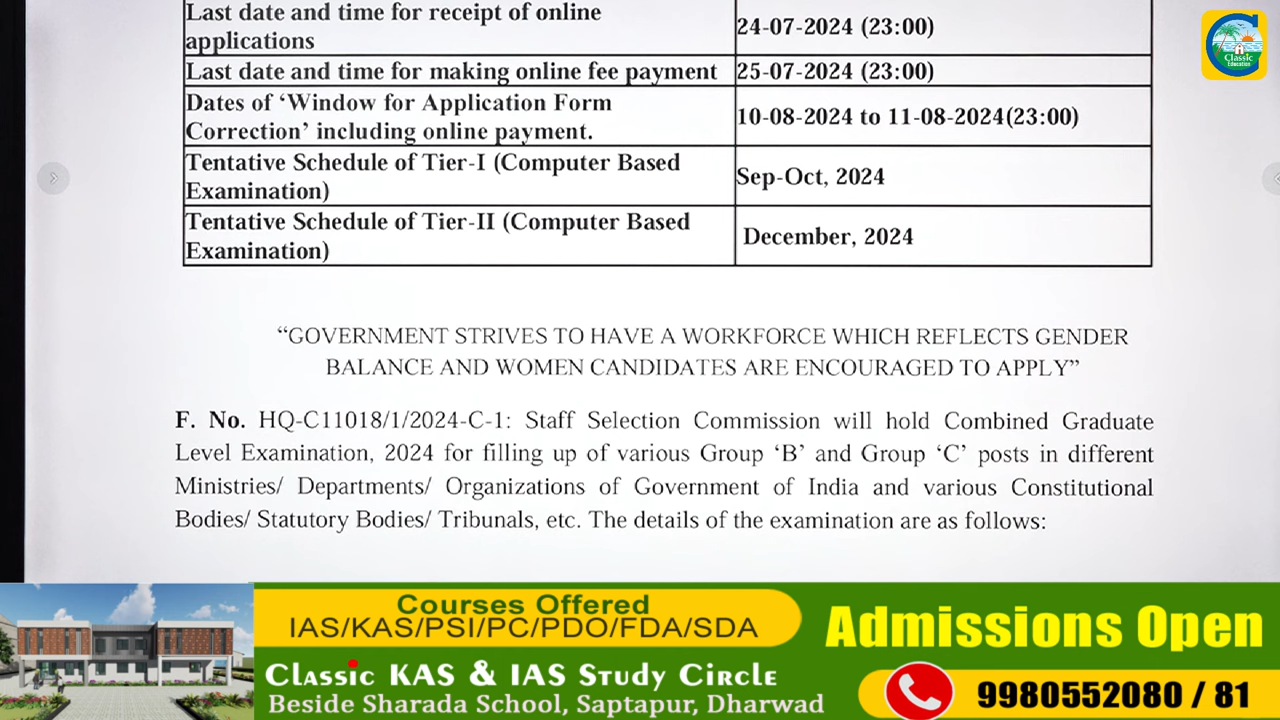 Last date and time for receipt of online
applications
24-07-2024 (23:00)
Last date and time for making online fee payment
25-07-2024 (23:00)
Dates of ‘Window for Application Form
Correction’ including online payment.
10-08-2024 to 11-08-2024(23:00)
Tentative Schedule of Tier-I (Computer Based
Examination)
Sep-Oct, 2024
Tentative Schedule of Tier-II (Computer Based
Examination)
December, 2024
“GOVERNMENT STRIVES TO HAVE A WORKFORCE WHICH REFLECTS GENDER
BALANCE AND WOMEN CANDIDATES ARE ENCOURAGED TO APPLY”
F. No. HQ-C11018/1/2024-C-1: Staff Selection Commission will hold Combined Graduate
Level Examination, 2024 for filling up of various Group ‘B’ and Group ‘C’ posts in different
Ministries/ Departments/ Organizations of Government of India and various Constitutional
Bodies/ Statutory Bodies/ Tribunals, etc. The details of the examination are as follows:
Classic
Education
Courses Offered
IAS/KAS/PSI/PC/PDO/FDA/SDA
Classic KAS & IAS Study Circle
Beside Sharada School, Saptapur, Dharwad
Admissions Open
9980552080 / 81